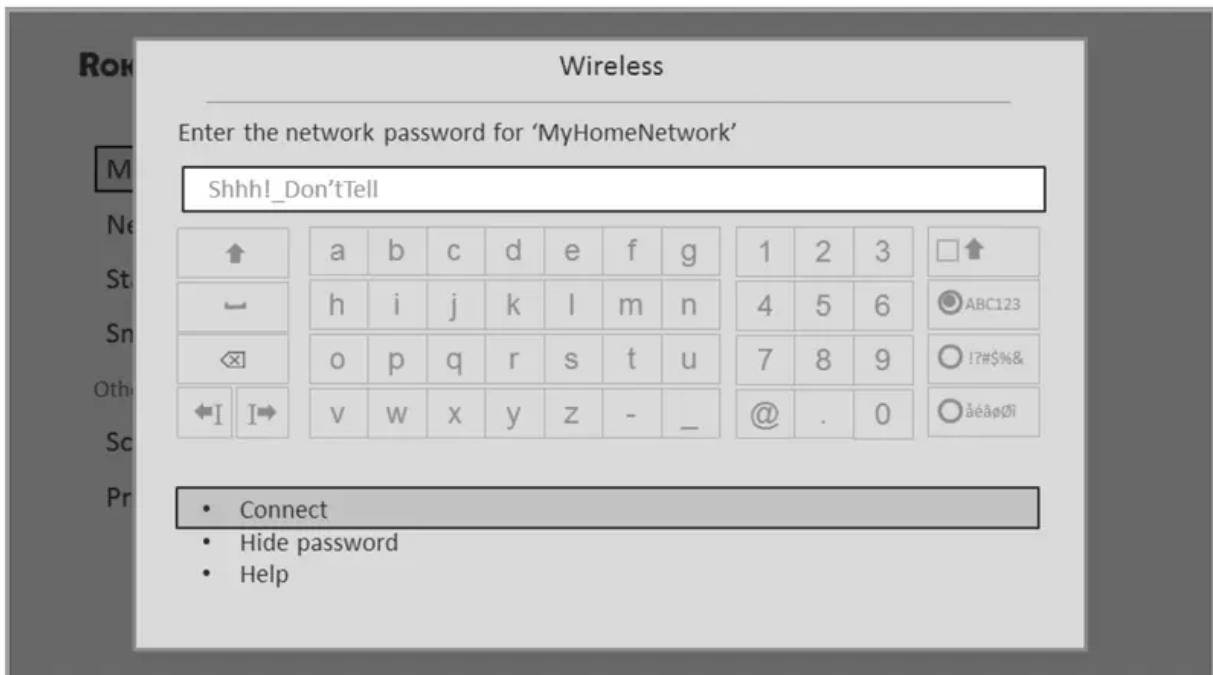 Wireless
Enter the network password for ‘MyHomeNetwork’
Shhh!_Don’tTell
a b c d e f g 1 2 3
h i j k l m n 4 5 6 ABC123
o p q r s t u 7 8 9 !?#$%&
v w x y z - _ @ . 0 åéâøØî
• Connect
• Hide password
• Help